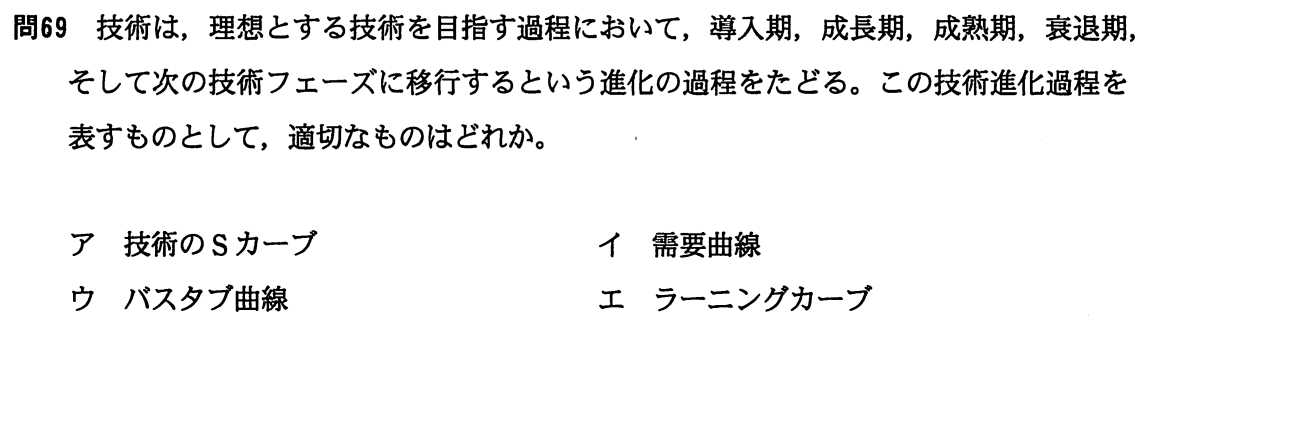 問69 技術は，理想とする技術を目指す過程において，導入期，成長期，成熟期，衰退期，
そして次の技術フェーズに移行するという進化の過程をたどる。この技術進化過程を
表すものとして，適切なものはどれか。
ア 技術のSカーブ イ 需要曲線
ウ バスタブ曲線 エ ラーニングカーブ